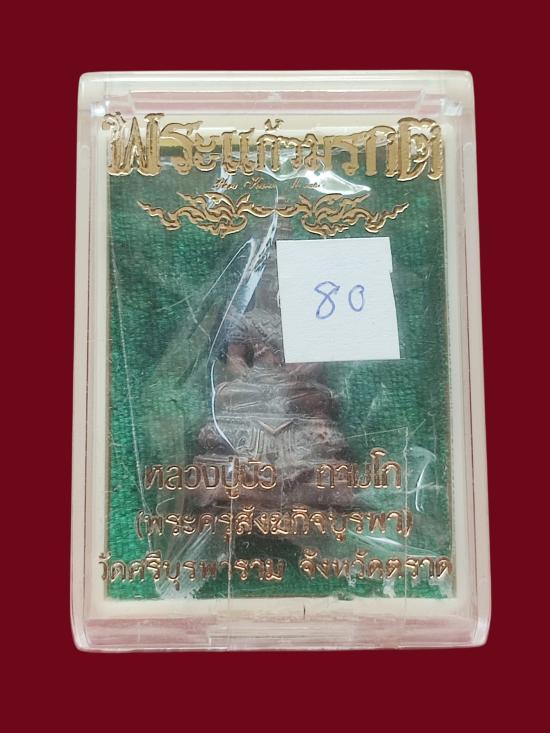 พระแก้วมรกต
80
หลวงปู่บัว ถามโก
(พระครูสังฆกิจบูรพา)
วัดศรีบุรพาราม จังหวัดตราด